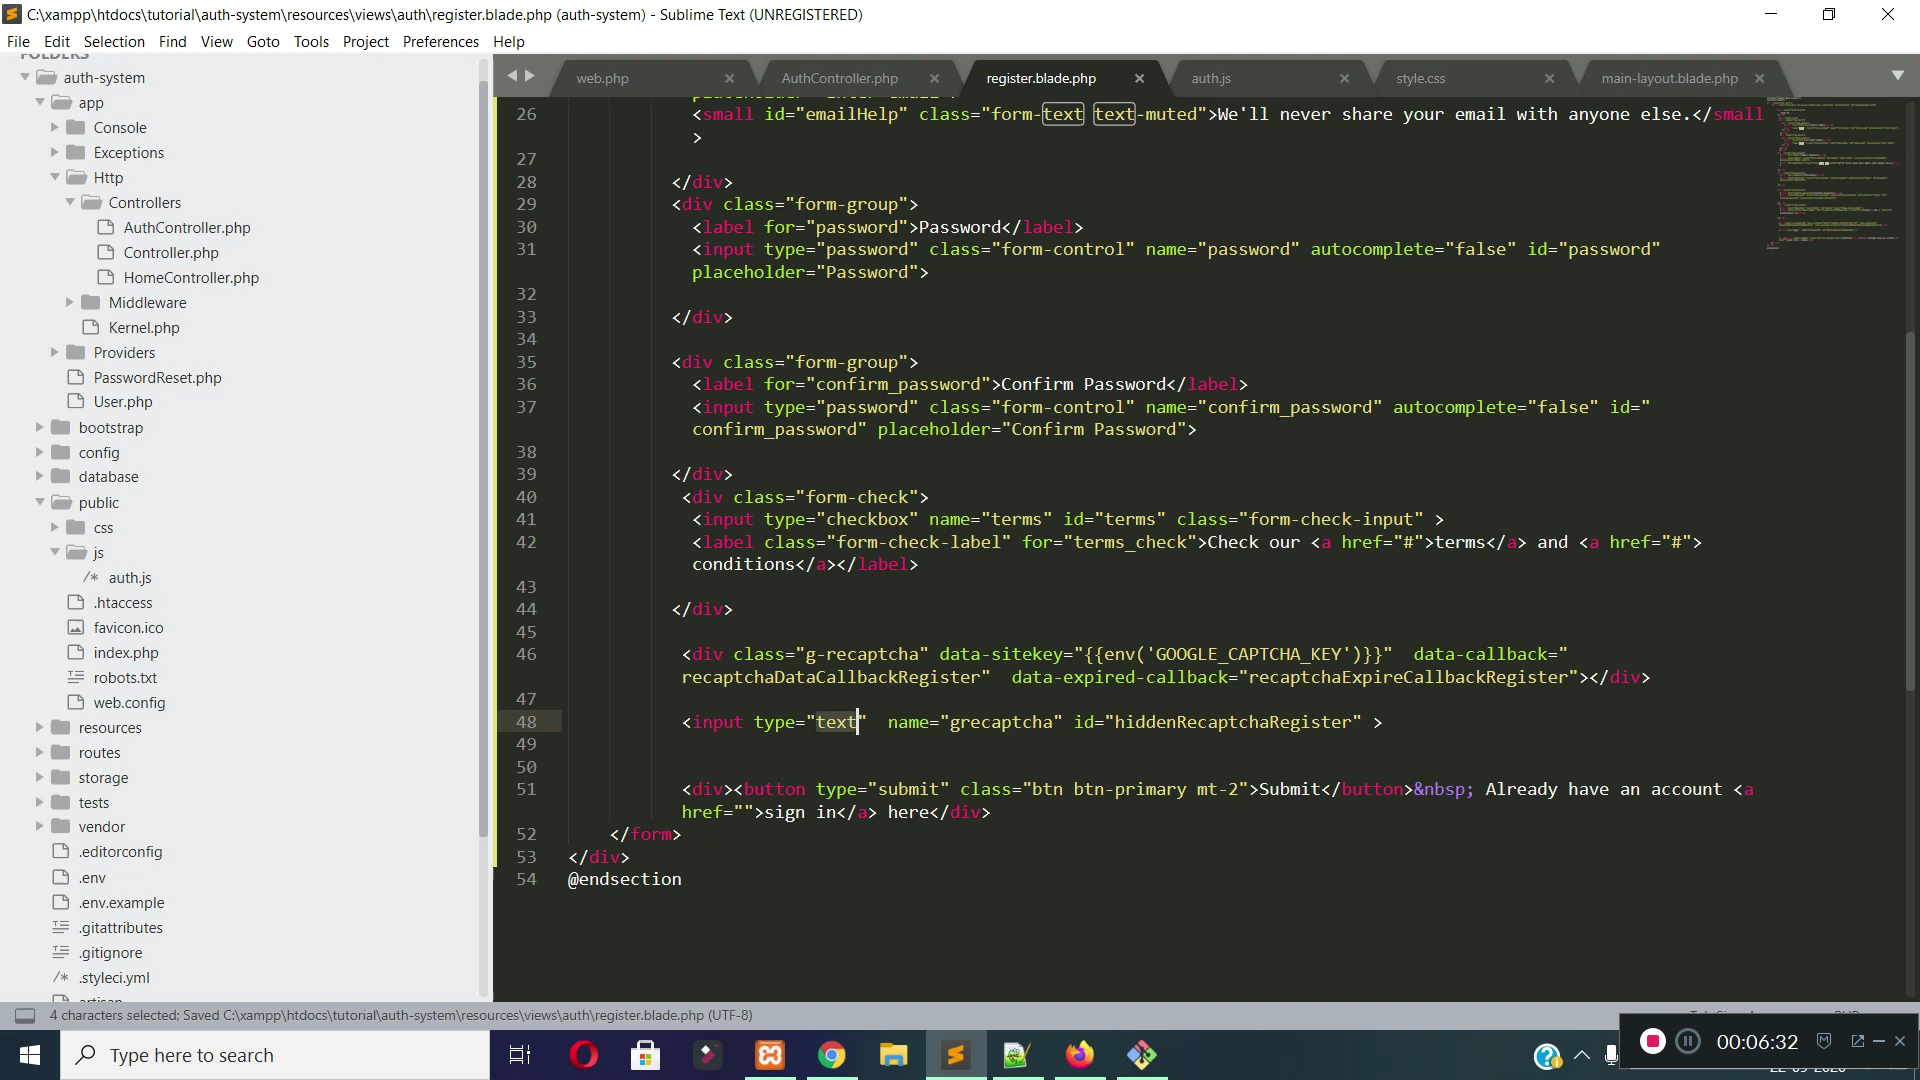 C:\xampp\htdocs\tutorial\auth-system\resources\views\auth\register.blade.php (auth-system) - Sublime Text (UNREGISTERED)
File Edit Selection Find View Goto Tools Project Preferences Help
FOLDERS
auth-system
app
Console
Exceptions
Http
Controllers
AuthController.php
Controller.php
HomeController.php
Middleware
Kernel.php
Providers
PasswordReset.php
User.php
bootstrap
config
database
public
css
js
/* auth.js
.htaccess
favicon.ico
index.php
robots.txt
web.config
resources
routes
storage
tests
vendor
.editorconfig
.env
.env.example
.gitattributes
.gitignore
/* .styleci.yml
artisan
web.php AuthController.php register.blade.php auth.js style.css main-layout.blade.php
26 <small id="emailHelp" class="form-text text-muted">We'll never share your email with anyone else.</small
>
27
28 </div>
29 <div class="form-group">
30 <label for="password">Password</label>
31 <input type="password" class="form-control" name="password" autocomplete="false" id="password"
placeholder="Password">
32
33 </div>
34
35 <div class="form-group">
36 <label for="confirm_password">Confirm Password</label>
37 <input type="password" class="form-control" name="confirm_password" autocomplete="false" id="
confirm_password" placeholder="Confirm Password">
38
39 </div>
40 <div class="form-check">
41 <input type="checkbox" name="terms" id="terms" class="form-check-input" >
42 <label class="form-check-label" for="terms_check">Check our <a href="#">terms</a> and <a href="#">
conditions</a></label>
43
44 </div>
45
46 <div class="g-recaptcha" data-sitekey="{{env('GOOGLE_CAPTCHA_KEY')}}"  data-callback="
recaptchaDataCallbackRegister"  data-expired-callback="recaptchaExpireCallbackRegister"></div>
47
48 <input type="text"  name="grecaptcha" id="hiddenRecaptchaRegister" >
49
50
51 <div><button type="submit" class="btn btn-primary mt-2">Submit</button>&nbsp; Already have an account <a
href="">sign in</a> here</div>
52 </form>
53 </div>
54 @endsection
4 characters selected; Saved C:\xampp\htdocs\tutorial\auth-system\resources\views\auth\register.blade.php (UTF-8)
Type here to search
00:06:32